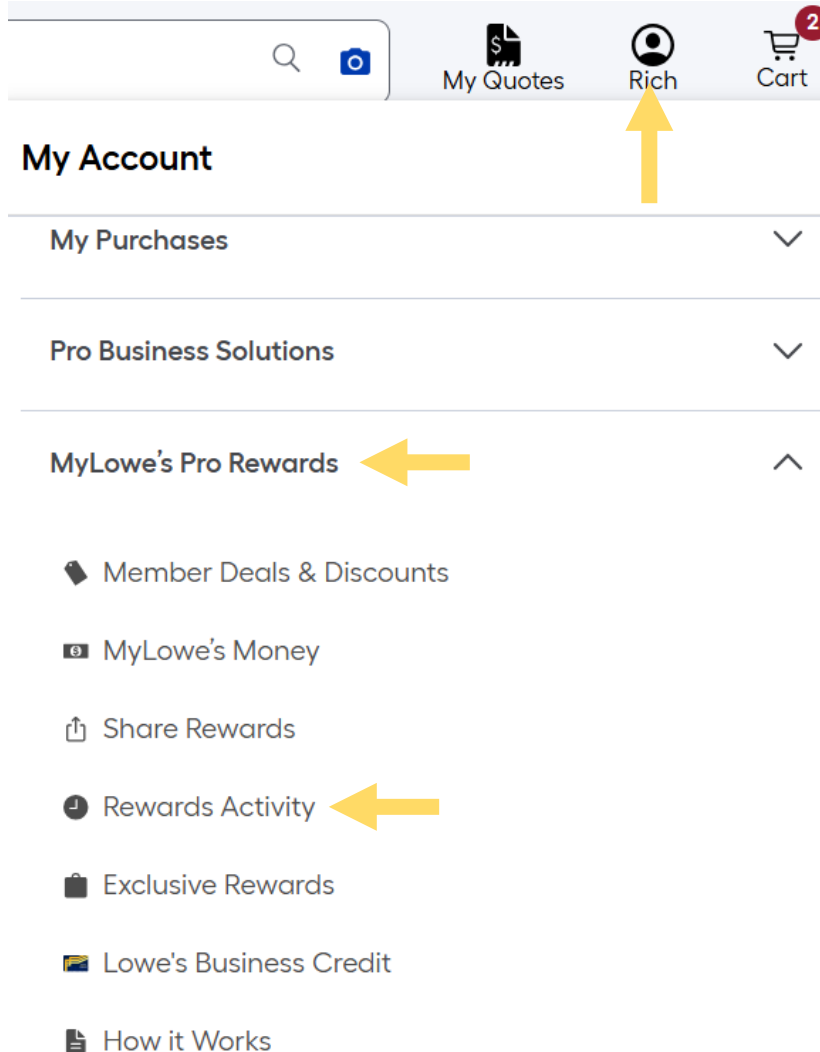 2
My Quotes
Rich
Cart
My Account
My Purchases
Pro Business Solutions
MyLowe's Pro Rewards
Member Deals & Discounts
MyLowe's Money
Share Rewards
Rewards Activity
Exclusive Rewards
Lowe's Business Credit
How it Works